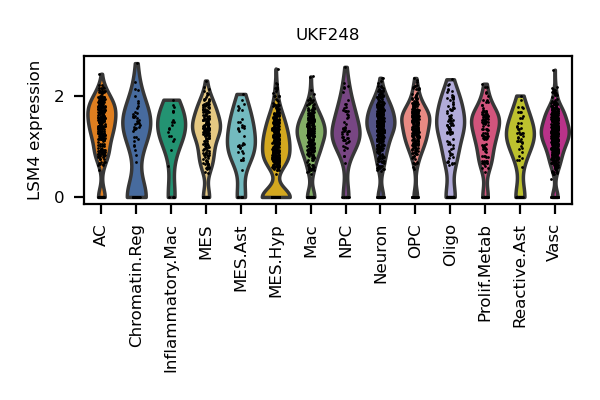 UKF248
LSM4 expression
2
0
AC
Chromatin.Reg
Inflammatory.Mac
MES
MES.Ast
MES.Hyp
Mac
NPC
Neuron
OPC
Oligo
Prolif.Metab
Reactive.Ast
Vasc